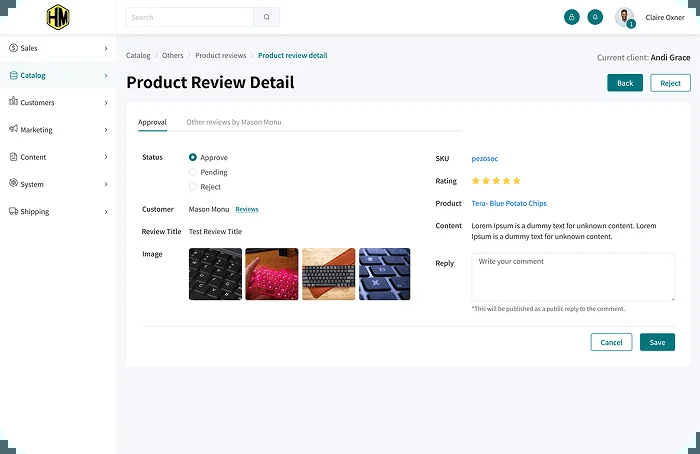 HM
Search
1
Claire Oxner
Sales
Catalog
Customers
Marketing
Content
System
Shipping
Catalog
Others
Product reviews
Product review detail
Current client: Andi Grace
Product Review Detail
Back
Reject
Approval
Other reviews by Mason Monu
Status
Approve
Pending
Reject
Customer
Mason Monu
Reviews
Review Title
Test Review Title
Image
SKU
pezosoc
Rating
Product
Tera- Blue Potato Chips
Content
Lorem Ipsum is a dummy text for unknown content. Lorem
Ipsum is a dummy text for unknown content.
Reply
Write your comment
*This will be published as a public reply to the comment.
Cancel
Save